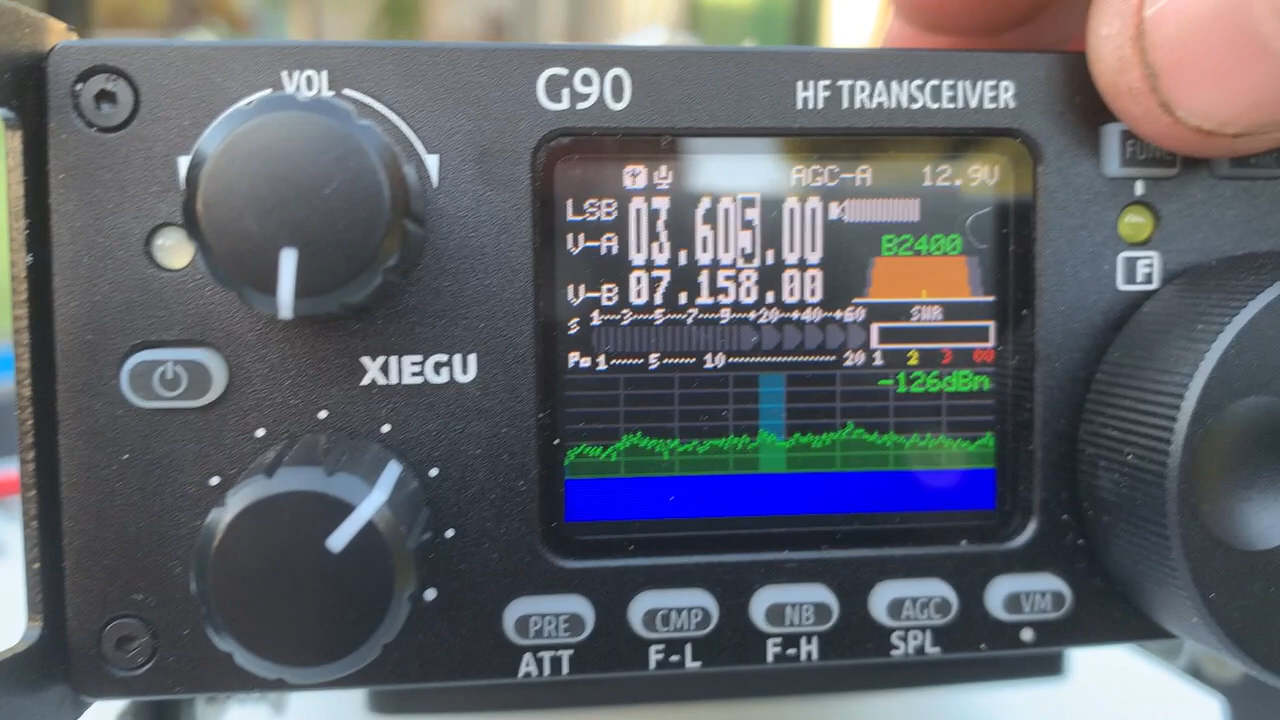 VOL
G90
HF TRANSCEIVER
FUNC
AGC-A 12.9V
LSB 03.605.00
V-A
B2400
V-B 07.158.00
S 1 3 5 7 9 +20 +40 +60 SWR
Po 1 5 10 20 1 2 3 00
-126dBm
F
XIEGU
PRE CMP NB AGC VM
ATT F-L F-H SPL